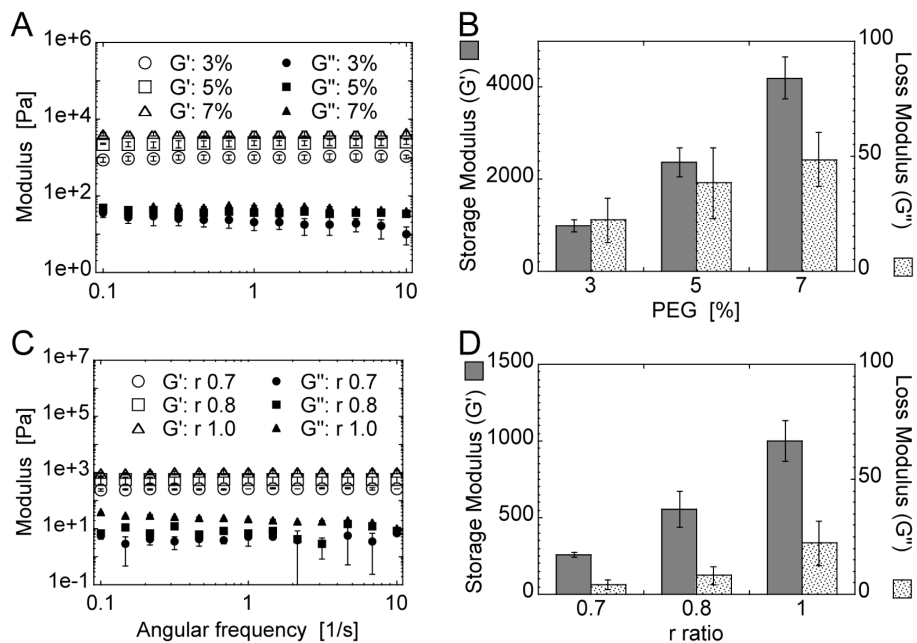 A
1e+6
1e+4
1e+2
1e+0
Modulus [Pa]
G': 3%
G': 5%
G': 7%
G": 3%
G": 5%
G": 7%
0.1
1
10
B
Storage Modulus (G')
4000
2000
0
100
50
0
Loss Modulus (G")
3
5
7
PEG [%]
C
1e+7
1e+5
1e+3
1e+1
1e-1
Modulus [Pa]
G': r 0.7
G': r 0.8
G': r 1.0
G": r 0.7
G": r 0.8
G": r 1.0
0.1
1
10
Angular frequency [1/s]
D
Storage Modulus (G')
1500
1000
500
0
100
50
0
Loss Modulus (G")
0.7
0.8
1
r ratio